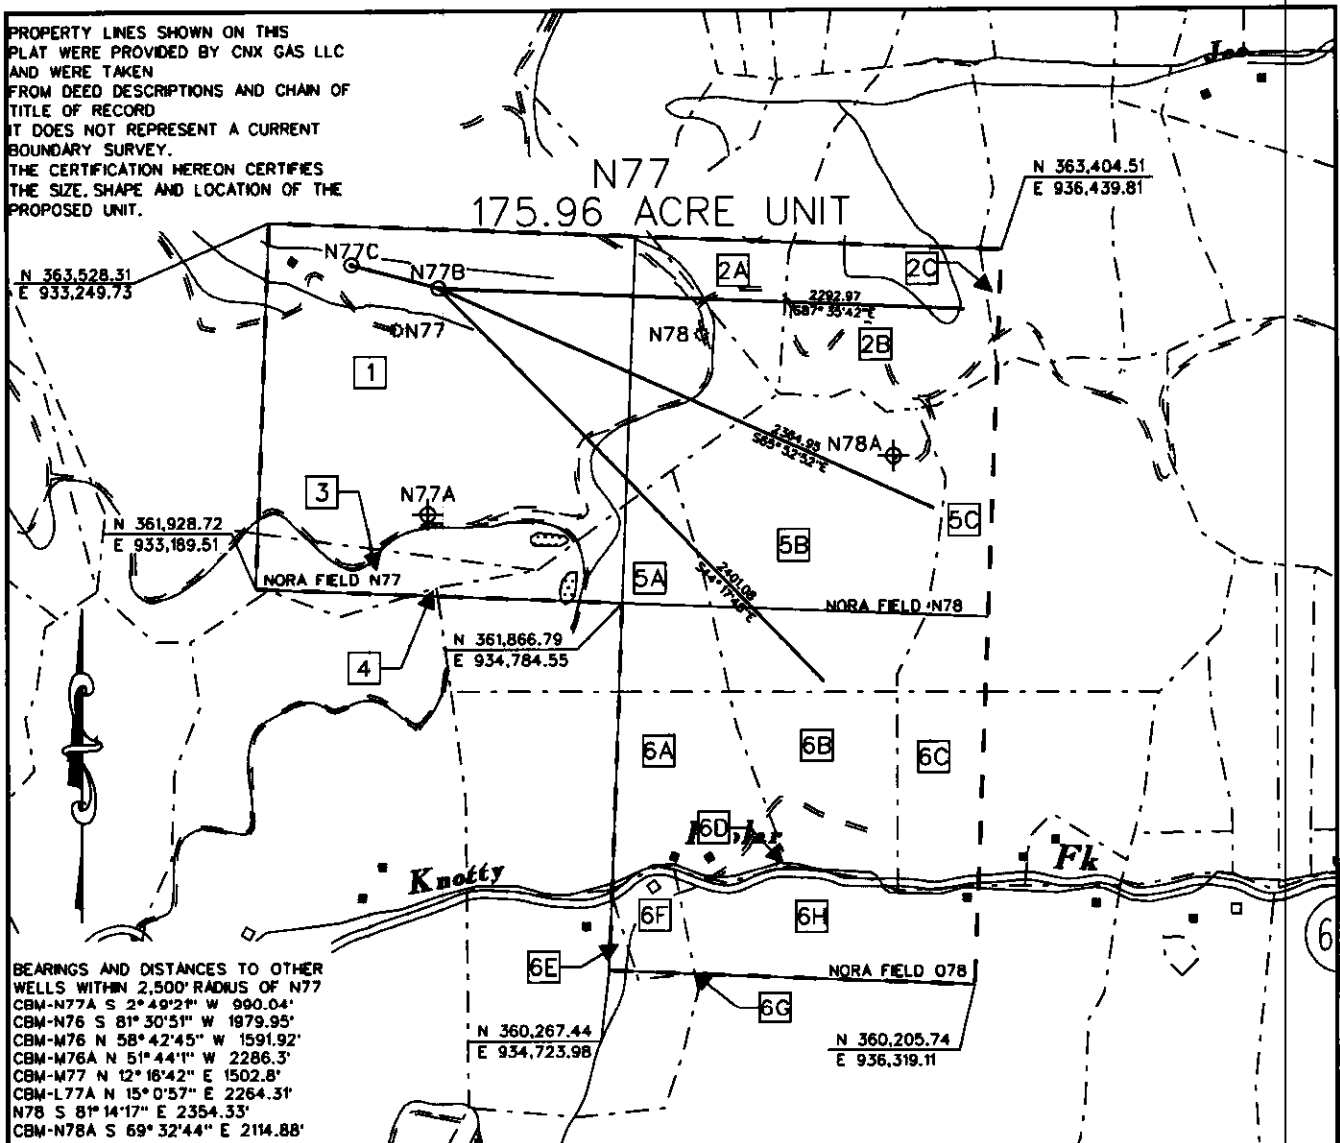 PROPERTY LINES SHOWN ON THIS
PLAT WERE PROVIDED BY CNX GAS LLC
AND WERE TAKEN
FROM DEED DESCRIPTIONS AND CHAIN OF
TITLE OF RECORD
IT DOES NOT REPRESENT A CURRENT
BOUNDARY SURVEY.
THE CERTIFICATION HEREON CERTIFIES
THE SIZE, SHAPE AND LOCATION OF THE
PROPOSED UNIT.
N77
175.96 ACRE UNIT
N 363,404.51
E 936,439.81
N 363,528.31
E 933,249.73
N77C
N77B
2A
2C
2292.97
S87° 35'42"E
DN77
N78
2B
1
2384.95
S65° 52'52"E
N78A
3
N77A
5C
N 361,928.72
E 933,189.51
5B
NORA FIELD N77
5A
2401.08
S44° 17'48"E
NORA FIELD N78
N 361,866.79
E 934,784.55
4
6A
6B
6C
6D
Knotty
Fk
6F
6H
6
6E
NORA FIELD O78
6G
N 360,267.44
E 934,723.98
N 360,205.74
E 936,319.11
BEARINGS AND DISTANCES TO OTHER
WELLS WITHIN 2,500' RADIUS OF N77
CBM-N77A S 2° 49'21" W 990.04'
CBM-N76 S 81° 30'51" W 1979.95'
CBM-M76 N 58° 42'45" W 1591.92'
CBM-M76A N 51° 44'1" W 2286.3'
CBM-M77 N 12° 16'42" E 1502.8'
CBM-L77A N 15° 0'57" E 2264.31'
N78 S 81° 14'17" E 2354.33'
CBM-N78A S 69° 32'44" E 2114.88'